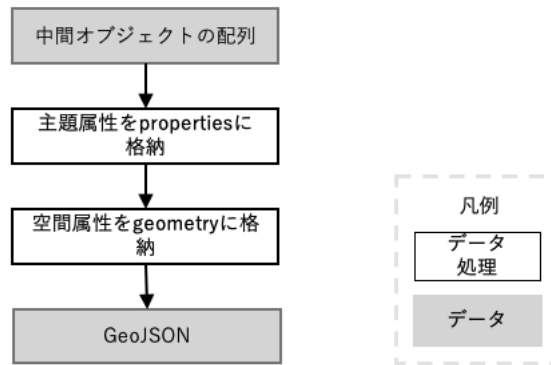 中間オブジェクトの配列
主題属性をpropertiesに
格納
空間属性をgeometryに格
納
GeoJSON
凡例
データ
処理
データ